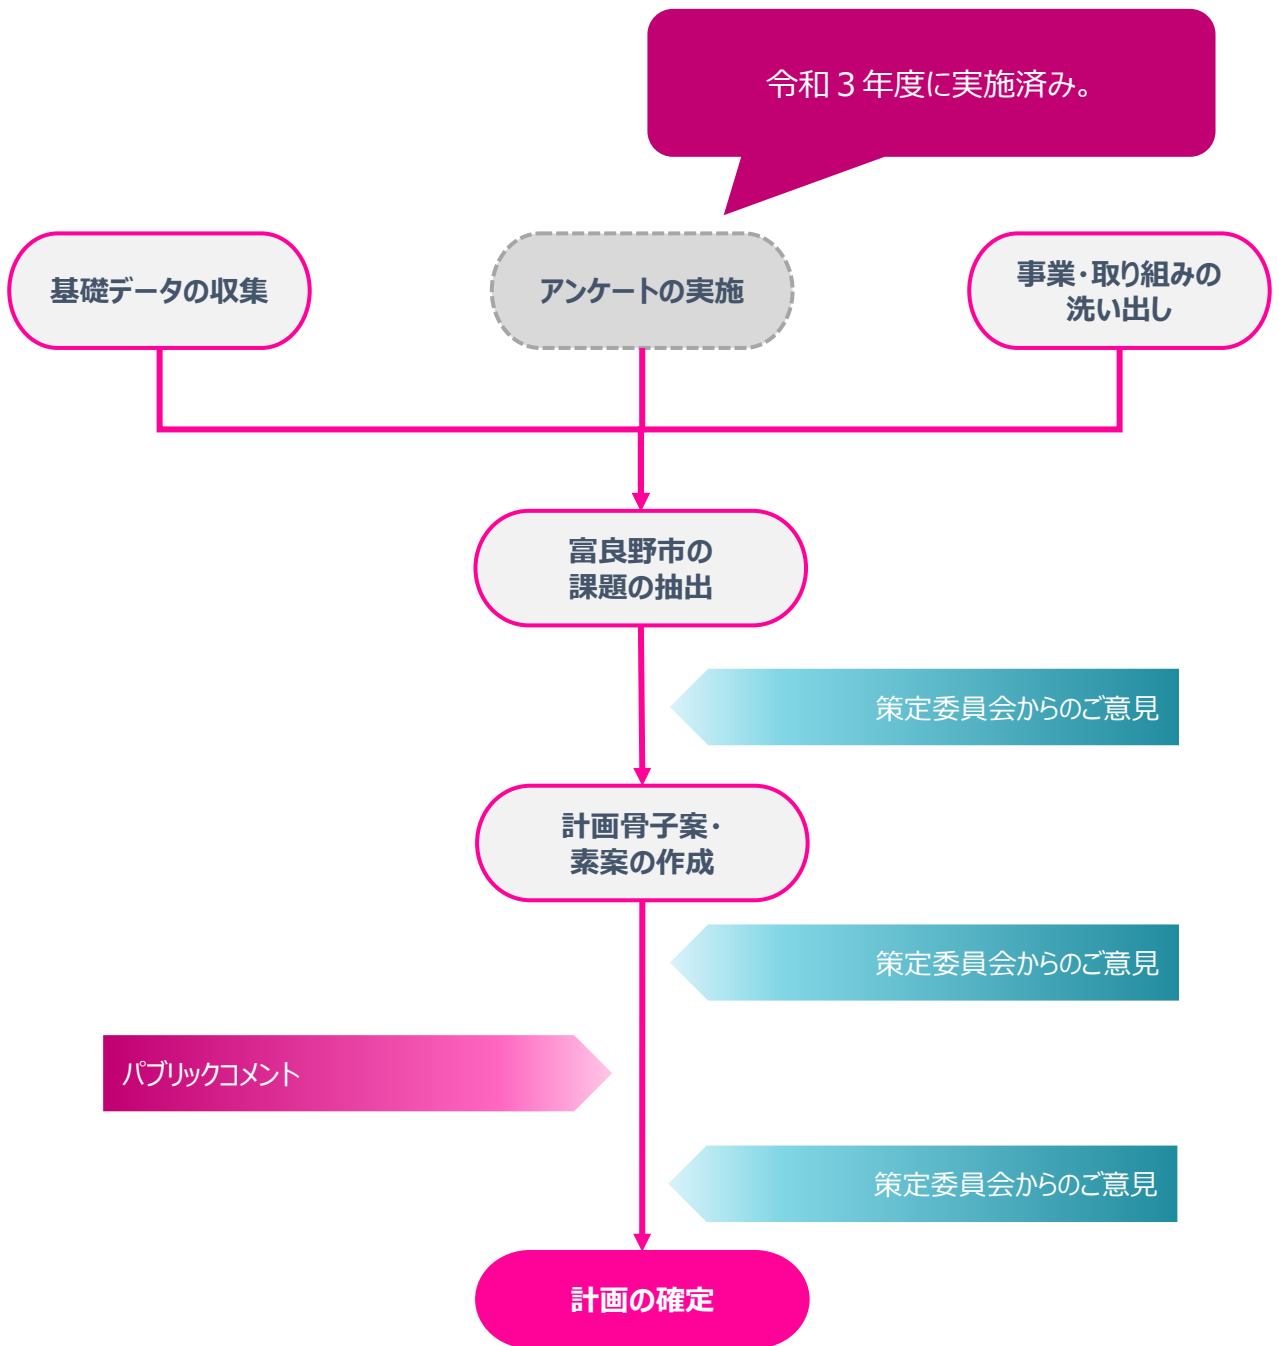 令和３年度に実施済み。
基礎データの収集
アンケートの実施
事業・取り組みの
洗い出し
富良野市の
課題の抽出
策定委員会からのご意見
計画骨子案・
素案の作成
策定委員会からのご意見
パブリックコメント
策定委員会からのご意見
計画の確定